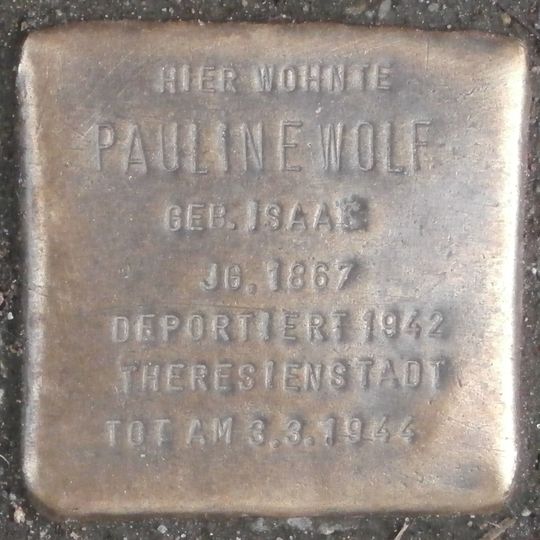 HIER WOHNTE
PAULINE WOLF
GEB. ISAAC
JG. 1867
DEPORTIERT 1942
THERESIENSTADT
TOT AM 3.3.1944